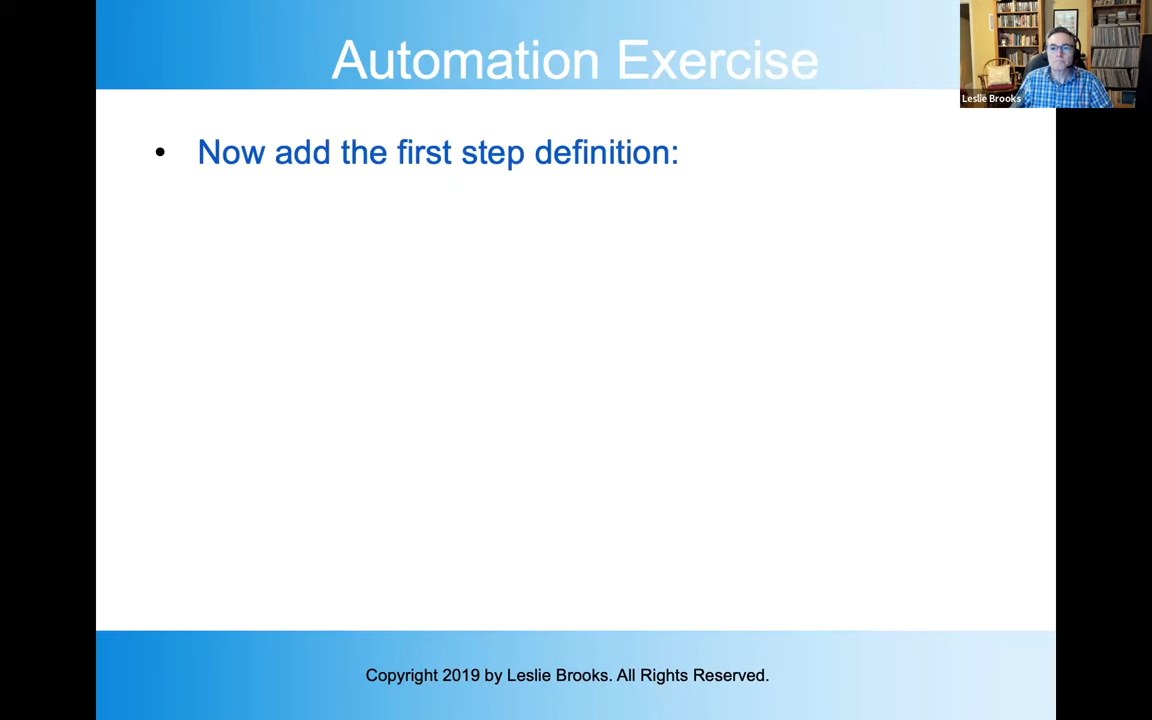 Automation Exercise
Leslie Brooks
• Now add the first step definition:
Copyright 2019 by Leslie Brooks. All Rights Reserved.